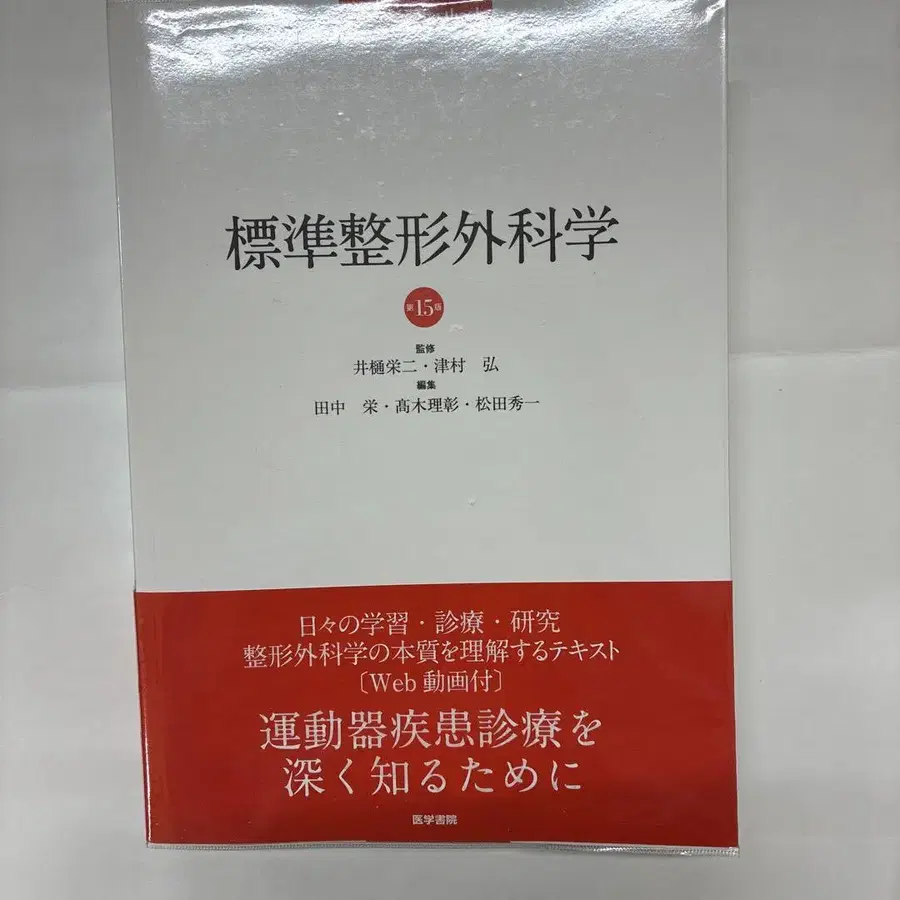 標準整形外科学
第15版
監修
井樋栄二・津村 弘
編集
田中 栄・髙木理彰・松田秀一
日々の学習・診療・研究
整形外科学の本質を理解するテキスト
〔Web動画付〕
運動器疾患診療を
深く知るために
医学書院